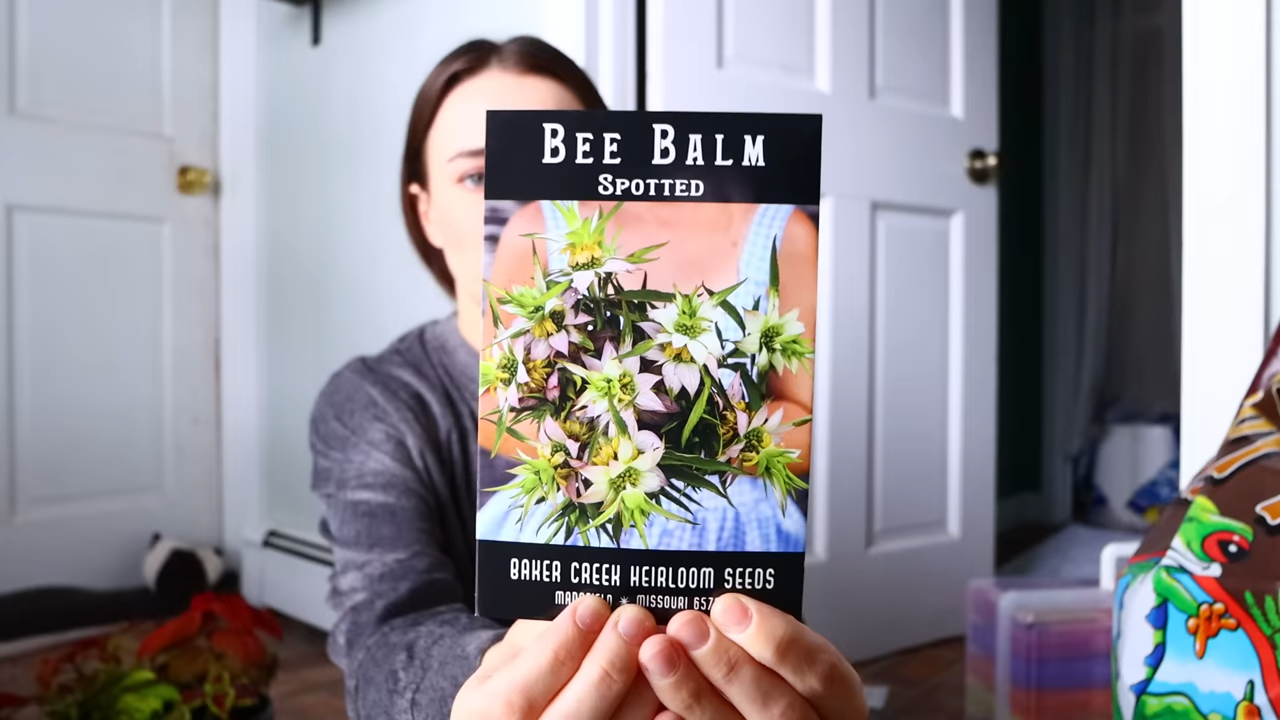 BEE BALM
SPOTTED
BAKER CREEK HEIRLOOM SEEDS
MISSOURI